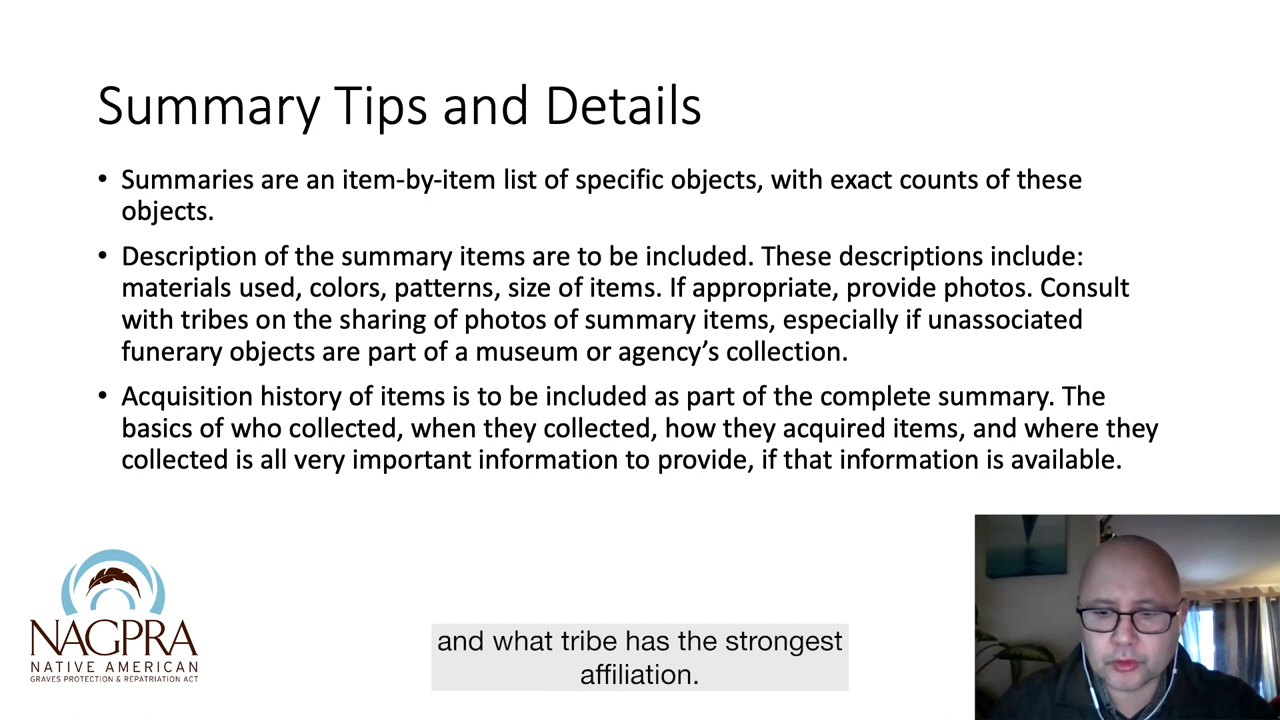 Summary Tips and Details
• Summaries are an item-by-item list of specific objects, with exact counts of these
objects.
• Description of the summary items are to be included. These descriptions include:
materials used, colors, patterns, size of items. If appropriate, provide photos. Consult
with tribes on the sharing of photos of summary items, especially if unassociated
funerary objects are part of a museum or agency’s collection.
• Acquisition history of items is to be included as part of the complete summary. The
basics of who collected, when they collected, how they acquired items, and where they
collected is all very important information to provide, if that information is available.
NAGPRA
NATIVE AMERICAN
GRAVES PROTECTION & REPATRIATION ACT
and what tribe has the strongest
affiliation.